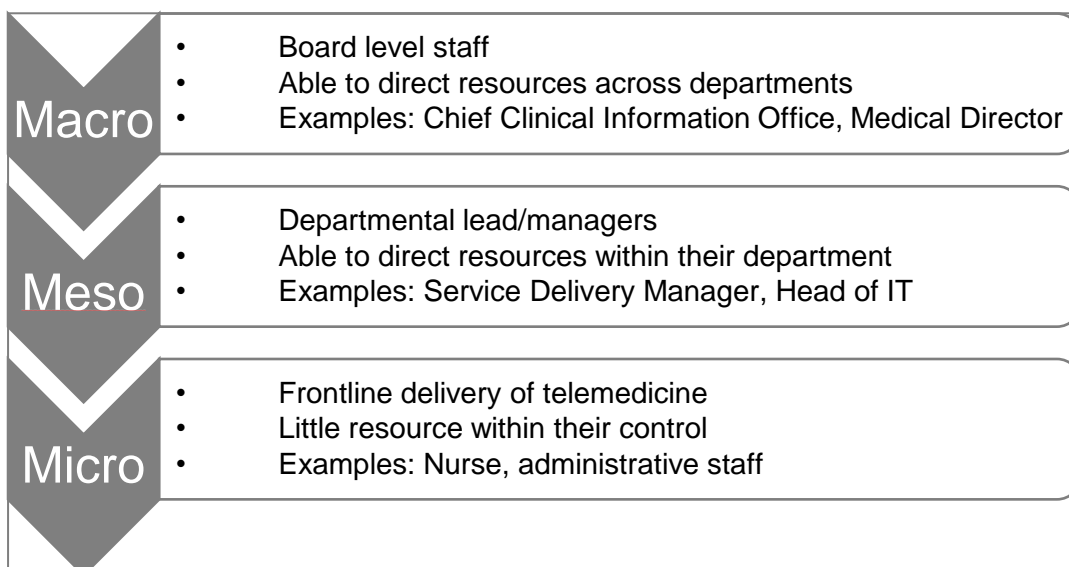 Macro
• Board level staff
• Able to direct resources across departments
• Examples: Chief Clinical Information Office, Medical Director
Meso
• Departmental lead/managers
• Able to direct resources within their department
• Examples: Service Delivery Manager, Head of IT
Micro
• Frontline delivery of telemedicine
• Little resource within their control
• Examples: Nurse, administrative staff